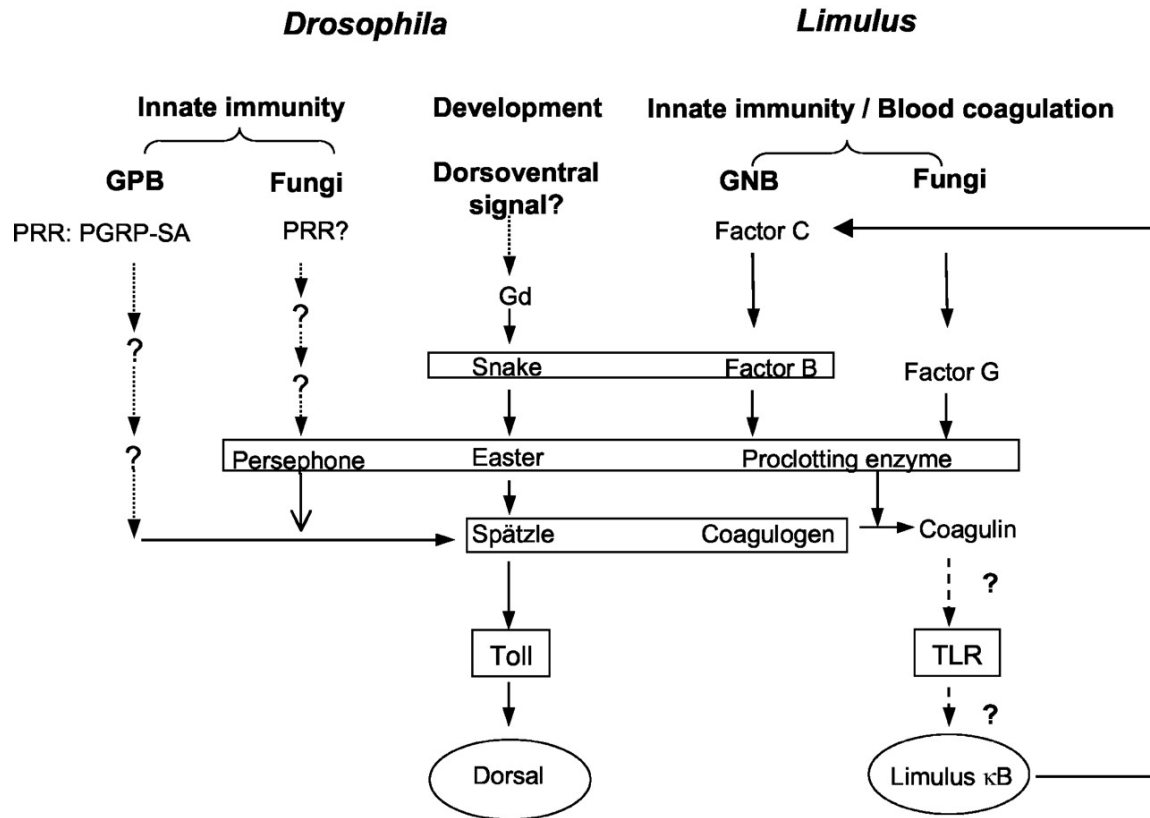 Drosophila Limulus
Innate immunity Development Innate immunity / Blood coagulation
GPB Fungi Dorsoventral signal? GNB Fungi
PRR: PGRP-SA PRR? Factor C
Gd
?
? Snake Factor B Factor G
?
? Persephone Easter Proclotting enzyme
Spätzle Coagulogen Coagulin
?
Toll TLR
?
Dorsal Limulus κB